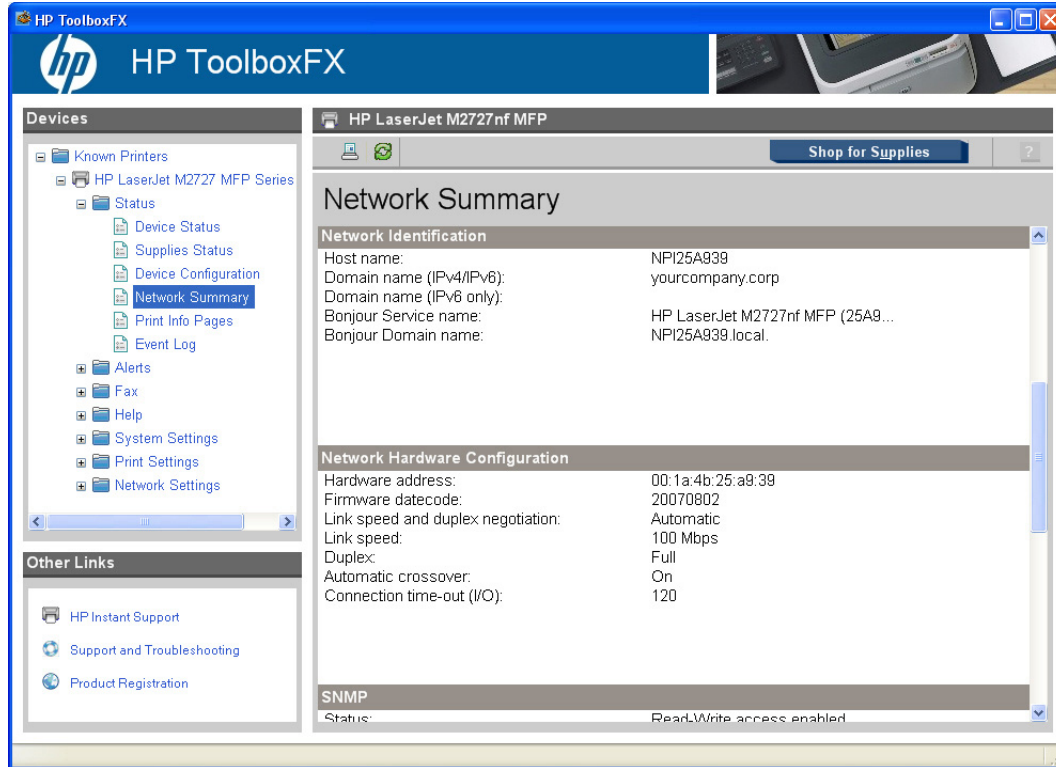 HP ToolboxFX
hp HP ToolboxFX
Devices
Known Printers
HP LaserJet M2727 MFP Series
Status
Device Status
Supplies Status
Device Configuration
Network Summary
Print Info Pages
Event Log
Alerts
Fax
Help
System Settings
Print Settings
Network Settings
Other Links
HP Instant Support
Support and Troubleshooting
Product Registration
HP LaserJet M2727nf MFP
Shop for Supplies ?
Network Summary
Network Identification
Host name: NPI25A939
Domain name (IPv4/IPv6): yourcompany.corp
Domain name (IPv6 only):
Bonjour Service name: HP LaserJet M2727nf MFP (25A9...
Bonjour Domain name: NPI25A939.local.
Network Hardware Configuration
Hardware address: 00:1a:4b:25:a9:39
Firmware datecode: 20070802
Link speed and duplex negotiation: Automatic
Link speed: 100 Mbps
Duplex: Full
Automatic crossover: On
Connection time-out (I/O): 120
SNMP
Status: Read-Write access enabled